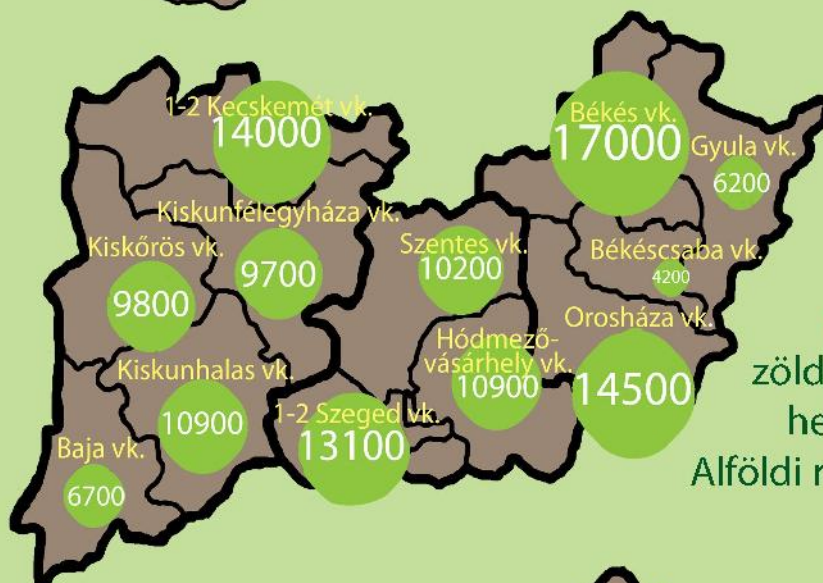 1-2 Kecskemét vk.
14000
Békés vk.
17000
Gyula vk.
6200
Kiskunfélegyháza vk.
9700
Kiskőrös vk.
9800
Szentes vk.
10200
Békéscsaba vk.
4200
Orosháza vk.
14500
Hódmező-
vásárhely vk.
10900
Kiskunhalas vk.
10900
1-2 Szeged vk.
13100
Baja vk.
6700
zöld
he
Alföldi r